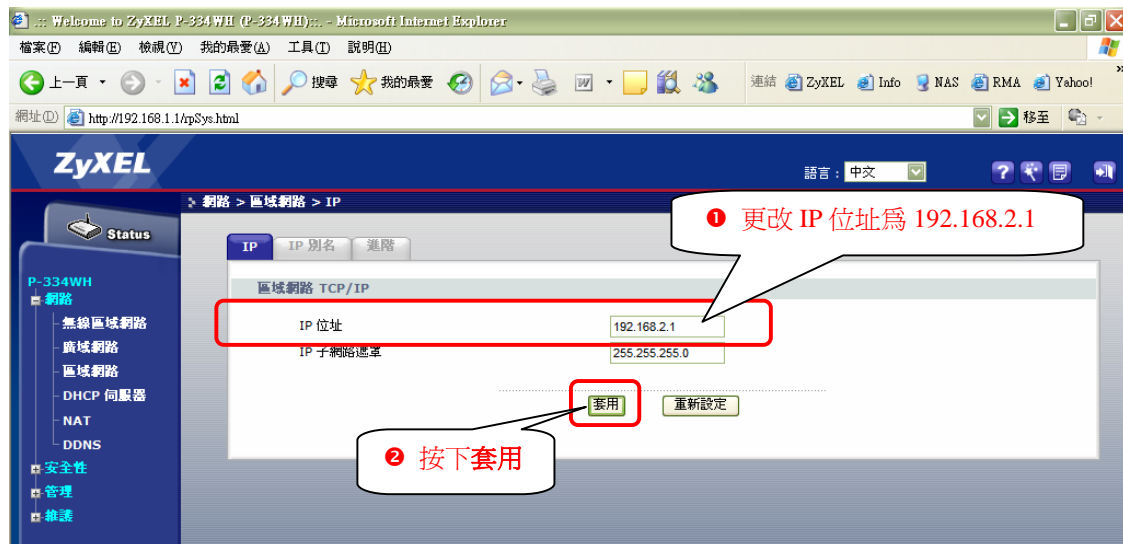 .:: Welcome to ZyXEL P-334WH (P-334WH)::. - Microsoft Internet Explorer
檔案(F) 編輯(E) 檢視(V) 我的最愛(A) 工具(T) 說明(H)
上一頁 搜尋 我的最愛 連結 ZyXEL Info NAS RMA Yahoo! »
網址(D) http://192.168.1.1/rpSys.html 移至
ZyXEL
語言 : 中文
網路 > 區域網路 > IP
❶ 更改 IP 位址爲 192.168.2.1
Status
IP IP 別名 進階
P-334WH
區域網路 TCP/IP
網路
無線區域網路
IP 位址 192.168.2.1
廣域網路
IP 子網路遮罩 255.255.255.0
區域網路
DHCP 伺服器
套用 重新設定
NAT
DDNS
❷ 按下套用
安全性
管理
維護